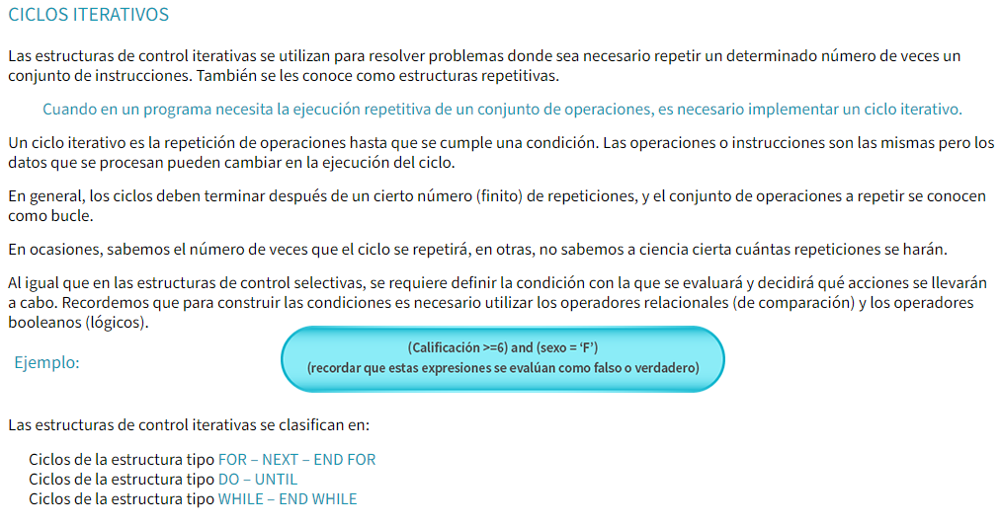 CICLOS ITERATIVOS
Las estructuras de control iterativas se utilizan para resolver problemas donde sea necesario repetir un determinado número de veces un
conjunto de instrucciones. También se les conoce como estructuras repetitivas.
Cuando en un programa necesita la ejecución repetitiva de un conjunto de operaciones, es necesario implementar un ciclo iterativo.
Un ciclo iterativo es la repetición de operaciones hasta que se cumple una condición. Las operaciones o instrucciones son las mismas pero los
datos que se procesan pueden cambiar en la ejecución del ciclo.
En general, los ciclos deben terminar después de un cierto número (finito) de repeticiones, y el conjunto de operaciones a repetir se conocen
como bucle.
En ocasiones, sabemos el número de veces que el ciclo se repetirá, en otras, no sabemos a ciencia cierta cuántas repeticiones se harán.
Al igual que en las estructuras de control selectivas, se requiere definir la condición con la que se evaluará y decidirá qué acciones se llevarán
a cabo. Recordemos que para construir las condiciones es necesario utilizar los operadores relacionales (de comparación) y los operadores
booleanos (lógicos).
Ejemplo:
(Calificación >=6) and (sexo = ‘F’)
(recordar que estas expresiones se evalúan como falso o verdadero)
Las estructuras de control iterativas se clasifican en:
Ciclos de la estructura tipo FOR – NEXT – END FOR
Ciclos de la estructura tipo DO – UNTIL
Ciclos de la estructura tipo WHILE – END WHILE